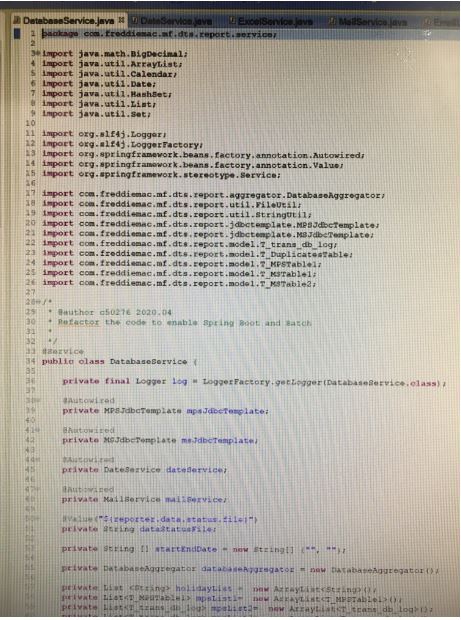 DatabaseService.java DateService.java ExcelService.java MailService.java
1 package com.freddiemac.mf.dts.report.service;
2
3 import java.math.BigDecimal;
4 import java.util.ArrayList;
5 import java.util.Calendar;
6 import java.util.Date;
7 import java.util.HashSet;
8 import java.util.List;
9 import java.util.Set;
10
11 import org.slf4j.Logger;
12 import org.slf4j.LoggerFactory;
13 import org.springframework.beans.factory.annotation.Autowired;
14 import org.springframework.beans.factory.annotation.Value;
15 import org.springframework.stereotype.Service;
16
17 import com.freddiemac.mf.dts.report.aggregator.DatabaseAggregator;
18 import com.freddiemac.mf.dts.report.util.FileUtil;
19 import com.freddiemac.mf.dts.report.util.StringUtil;
20 import com.freddiemac.mf.dts.report.jdbctemplate.MPSJdbcTemplate;
21 import com.freddiemac.mf.dts.report.jdbctemplate.MSJdbcTemplate;
22 import com.freddiemac.mf.dts.report.model.T_trans_db_log;
23 import com.freddiemac.mf.dts.report.model.T_DuplicatesTable;
24 import com.freddiemac.mf.dts.report.model.T_MPSTable1;
25 import com.freddiemac.mf.dts.report.model.T_MSTable1;
26 import com.freddiemac.mf.dts.report.model.T_MSTable2;
27
28 /*
29 * @author c50276 2020.04
30 * Refactor the code to enable Spring Boot and Batch
31 *
32 */
33 @Service
34 public class DatabaseService {
35
36 private final Logger log = LoggerFactory.getLogger(DatabaseService.class);
37
38 @Autowired
39 private MPSJdbcTemplate mpsJdbcTemplate;
40
41 @Autowired
42 private MSJdbcTemplate msJdbcTemplate;
43
44 @Autowired
45 private DateService dateService;
46
47 @Autowired
48 private MailService mailService;
49
50 @Value("${reporter.data.status.file}")
51 private String dataStatusFile;
52
53 private String [] startEndDate = new String[] {"", ""};
54
55 private DatabaseAggregator databaseAggregator = new DatabaseAggregator();
56
57 private List <String> holidayList = new ArrayList<String>();
58 private List<T_MPSTable1> mpsList1= new ArrayList<T_MPSTable1>();
59 private List<T_trans_db_log> mpsList2= new ArrayList<T_trans_db_log>();